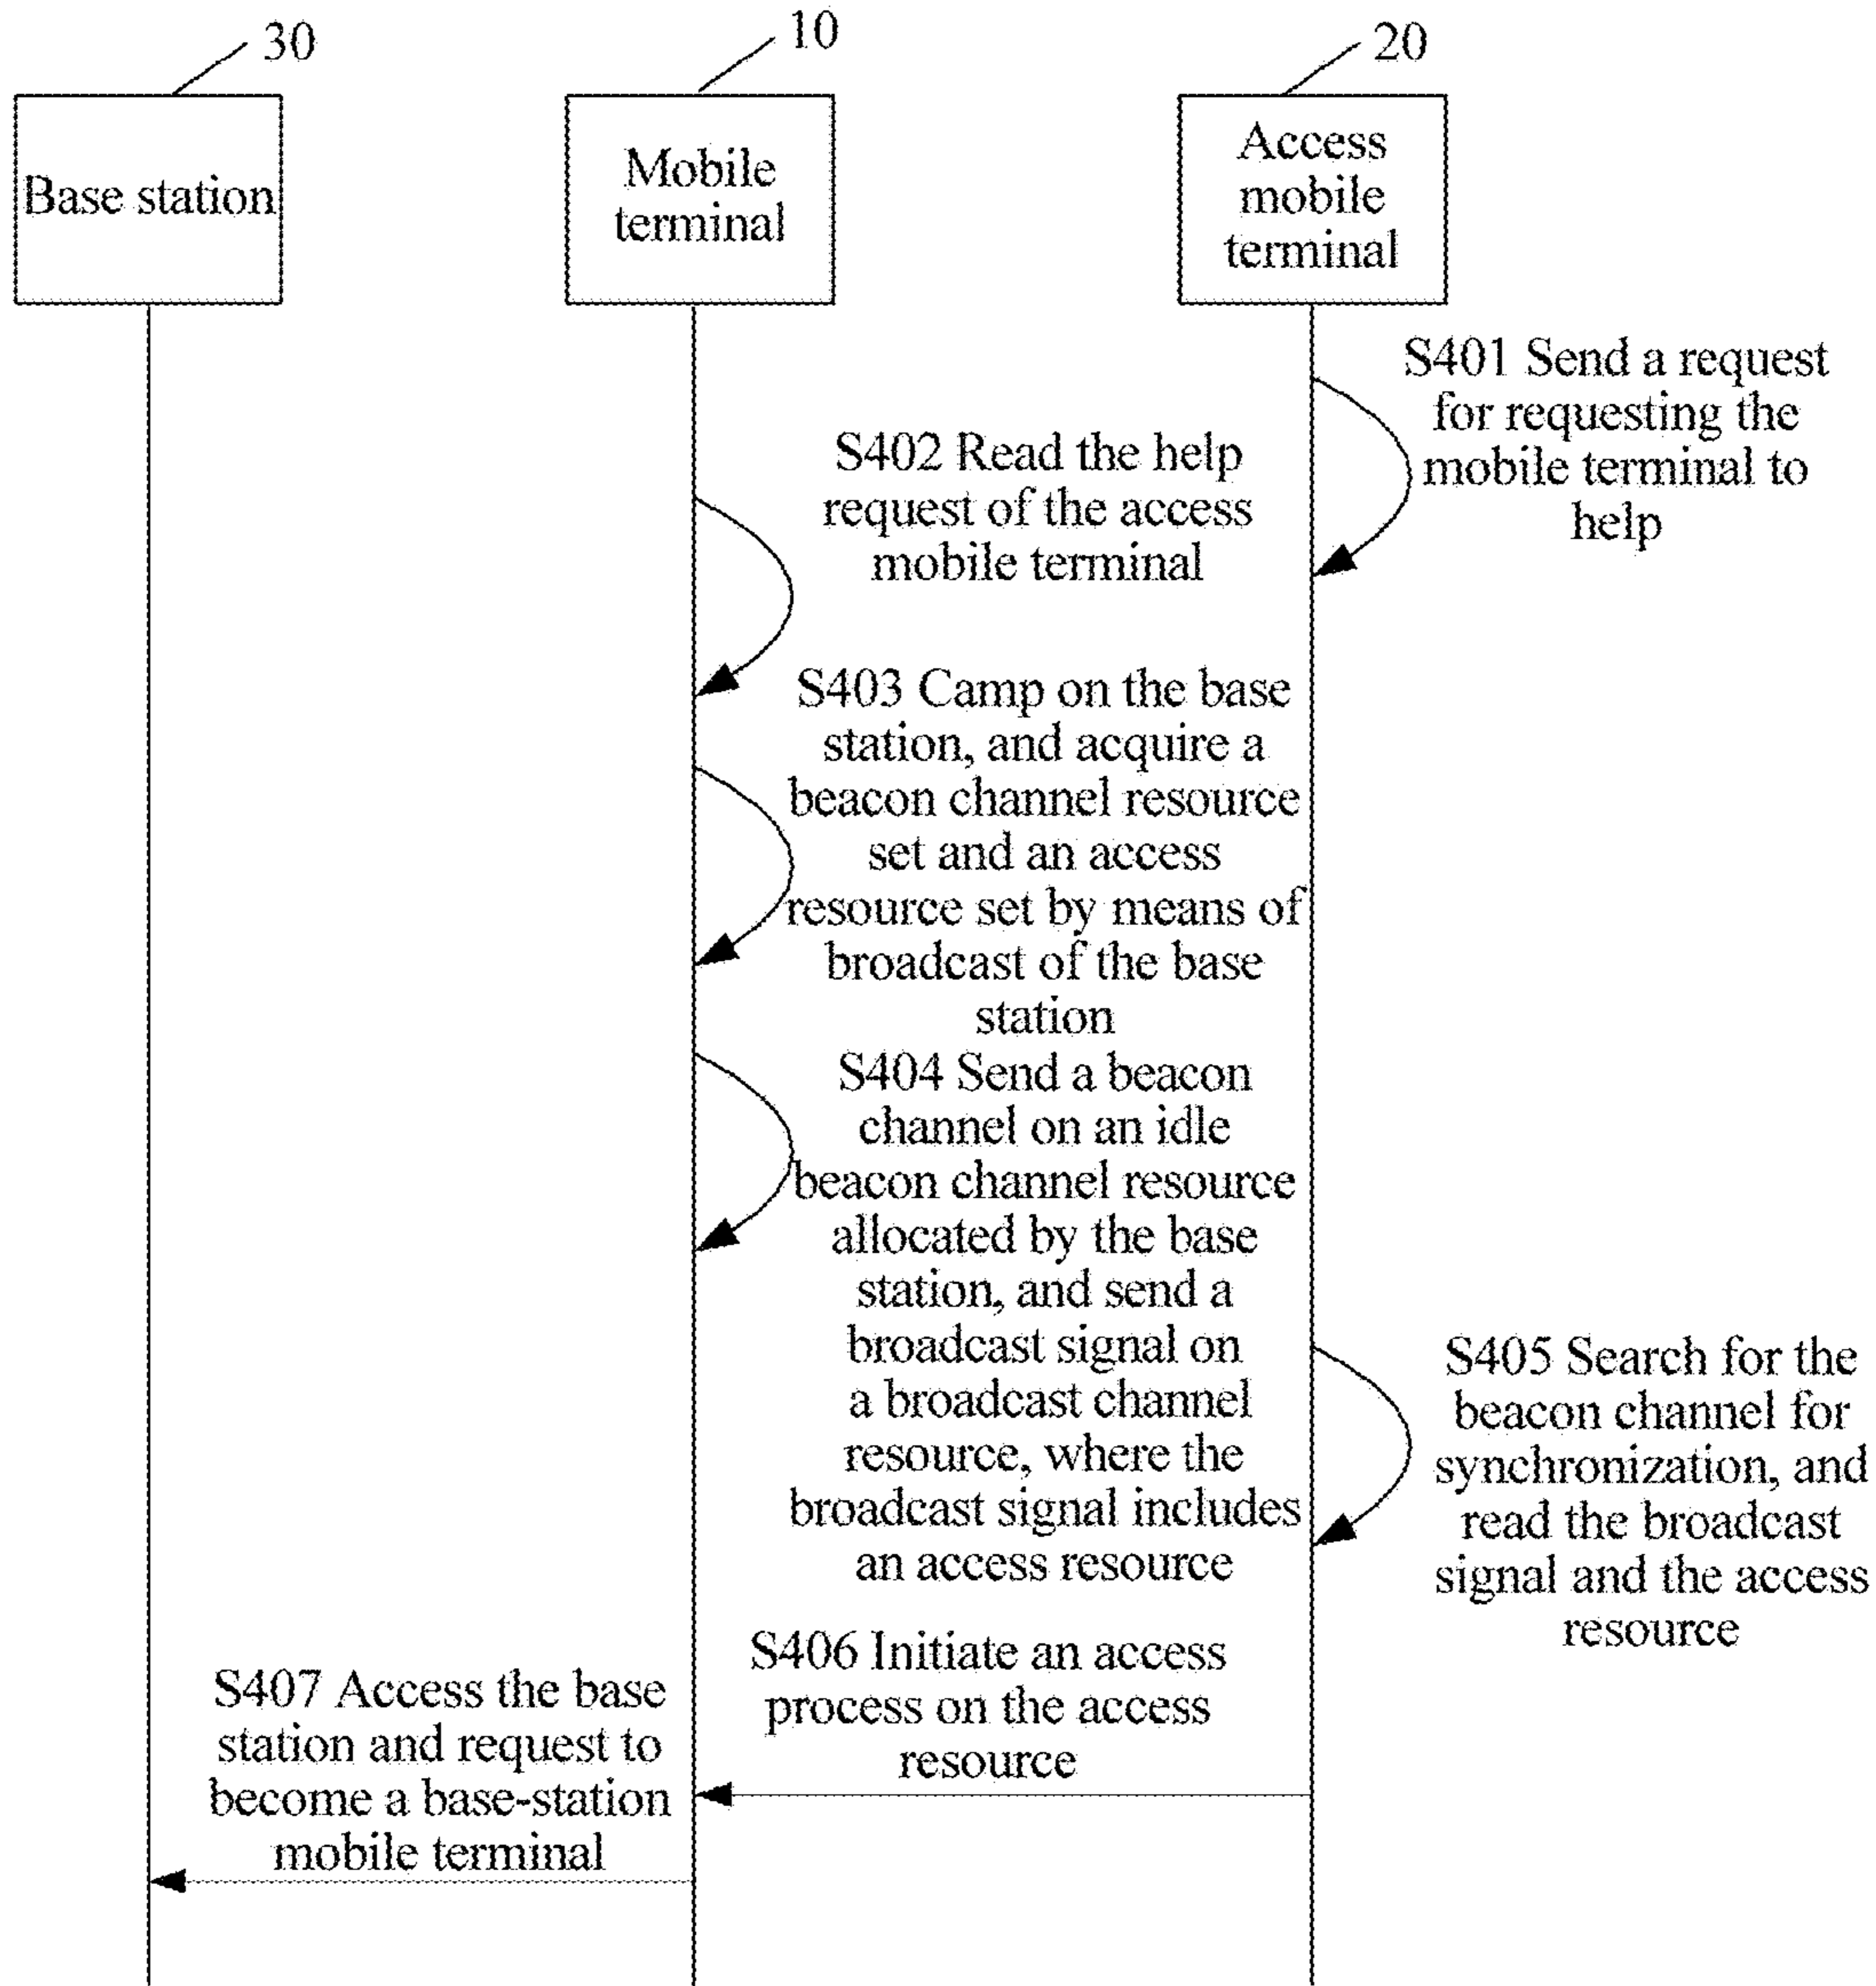 30
10
20
Base station
Mobile
terminal
Access
mobile
terminal
S401 Send a request
for requesting the
mobile terminal to
help
S402 Read the help
request of the access
mobile terminal
S403 Camp on the base
station, and acquire a
beacon channel resource
set and an access
resource set by means of
broadcast of the base
station
S404 Send a beacon
channel on an idle
beacon channel resource
allocated by the base
station, and send a
broadcast signal on
a broadcast channel
resource, where the
broadcast signal includes
an access resource
S405 Search for the
beacon channel for
synchronization, and
read the broadcast
signal and the access
resource
S406 Initiate an access
process on the access
resource
S407 Access the base
station and request to
become a base-station
mobile terminal